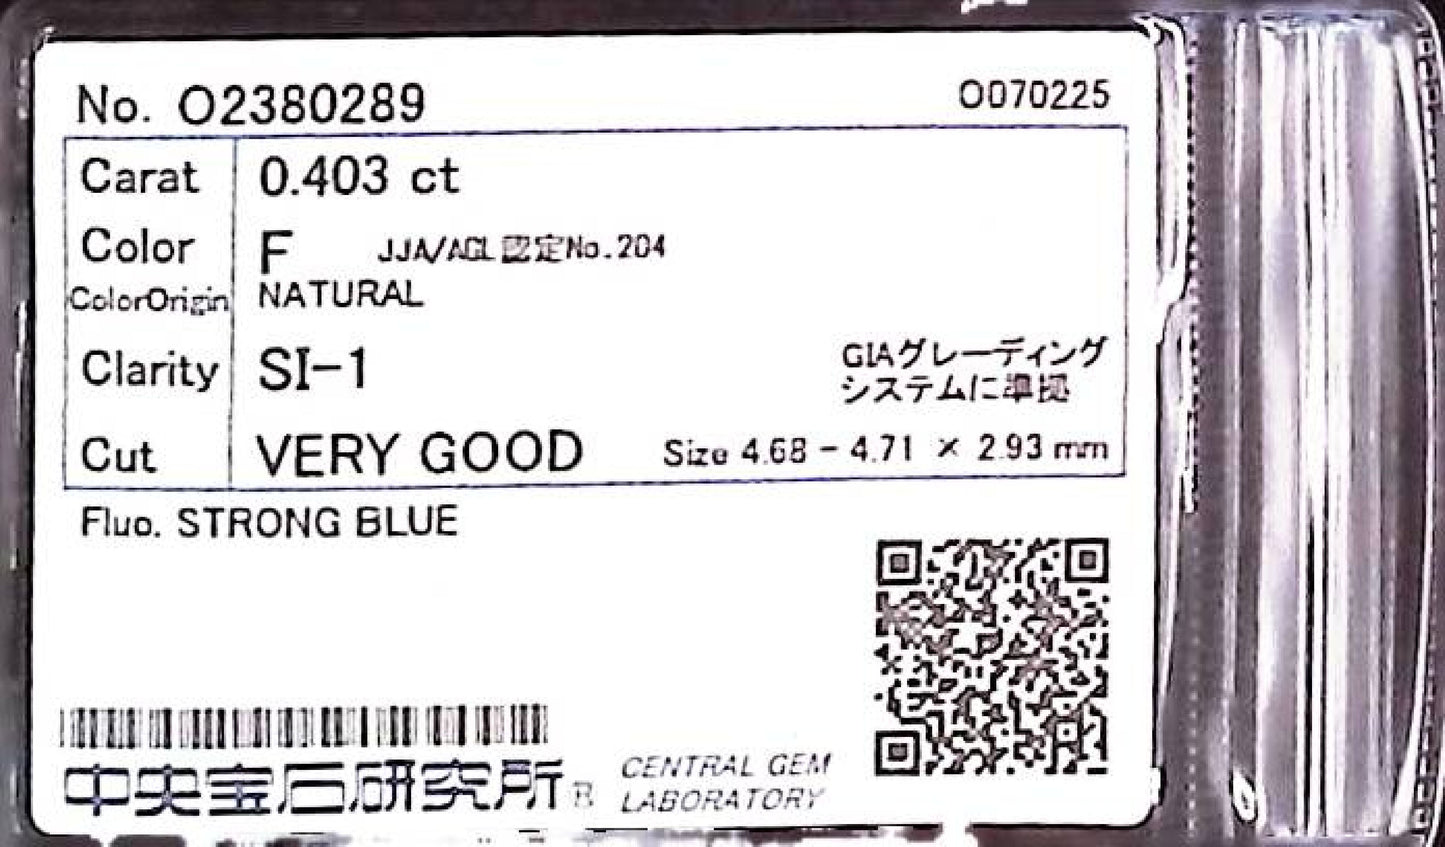 No. O2380289 O070225
Carat 0.403 ct
Color F JJA/AGL認定No.204
ColorOrigin NATURAL
Clarity SI-1 GIAグレーディング
システムに準拠
Cut VERY GOOD Size 4.68 - 4.71 × 2.93 mm
Fluo. STRONG BLUE
中央宝石研究所® CENTRAL GEM
LABORATORY